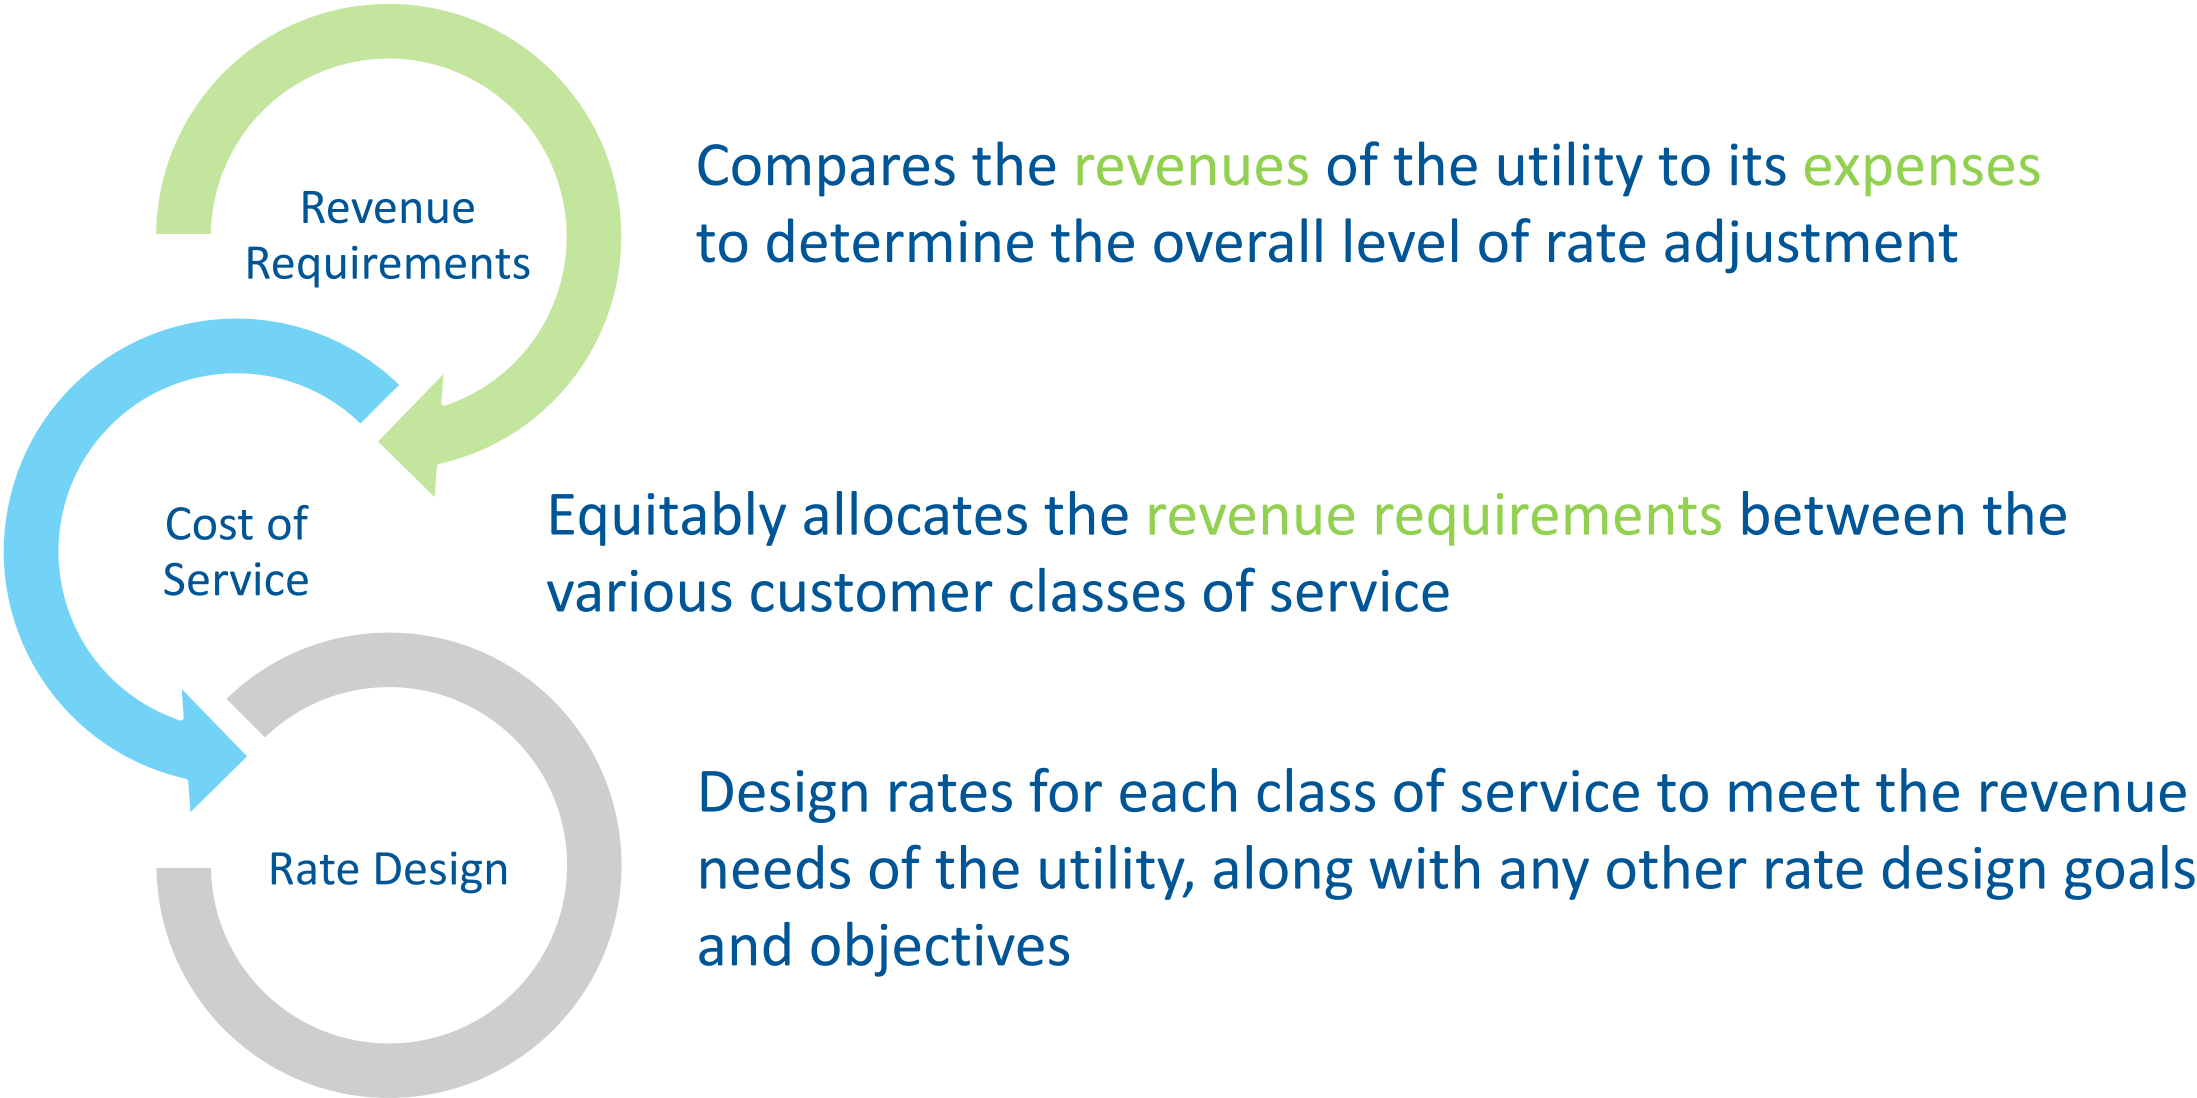 Revenue
Requirements
Compares the revenues of the utility to its expenses
to determine the overall level of rate adjustment
Cost of
Service
Equitably allocates the revenue requirements between the
various customer classes of service
Rate Design
Design rates for each class of service to meet the revenue
needs of the utility, along with any other rate design goals
and objectives